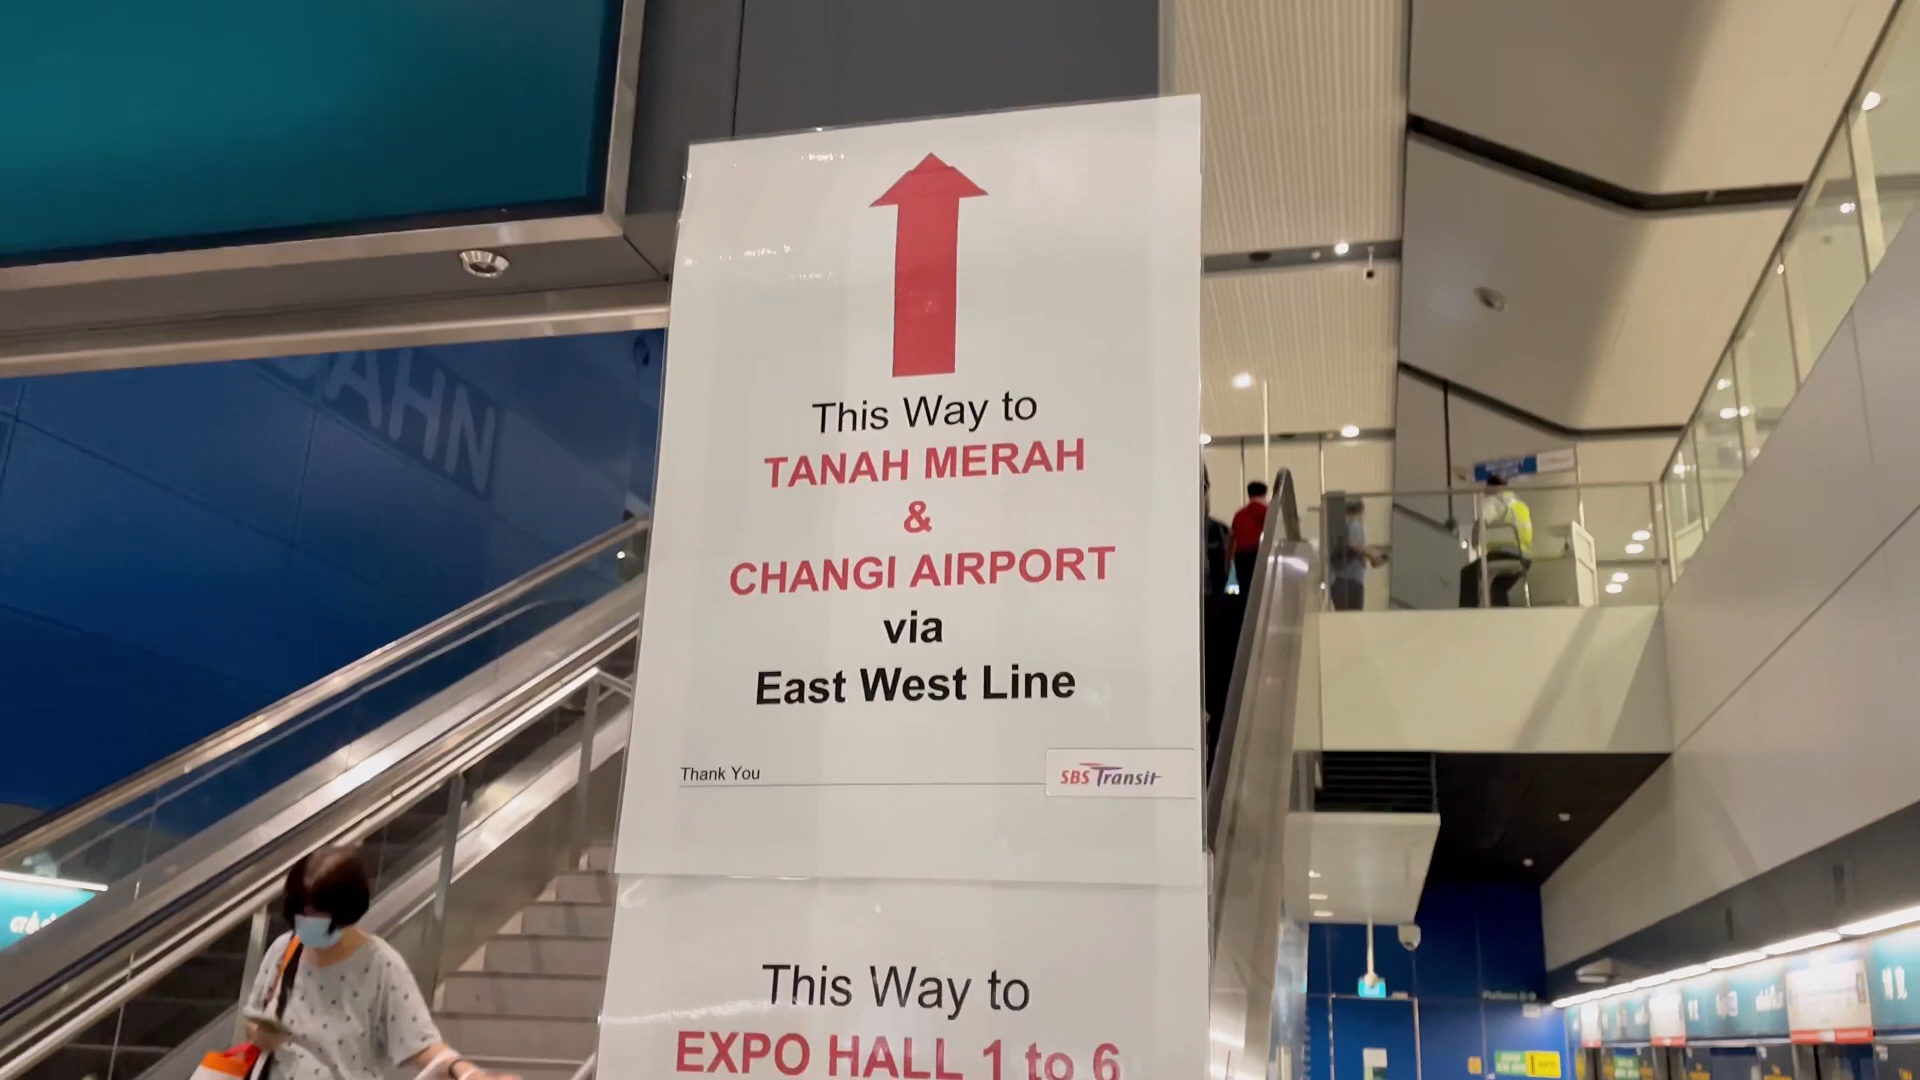 This Way to
TANAH MERAH
&
CHANGI AIRPORT
via
East West Line
Thank You
SBS Transit
This Way to
EXPO HALL 1 to 6